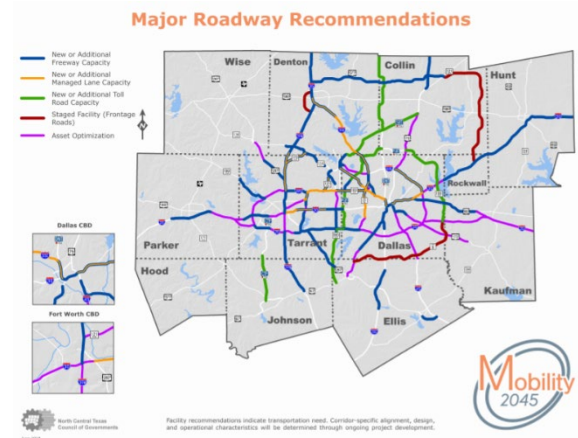 Major Roadway Recommendations
New or Additional
Freeway Capacity
New or Additional
Managed Lane Capacity
New or Additional Toll
Road Capacity
Staged Facility (Frontage
Roads)
Asset Optimization
Wise
Denton
Collin
Hunt
Rockwall
Parker
Tarrant
Dallas
Hood
Kaufman
Johnson
Ellis
Dallas CBD
Fort Worth CBD
Mobility
2045
North Central Texas
Council of Governments
Facility recommendations indicate transportation need. Corridor-specific alignment, design,
and operational characteristics will be determined through ongoing project development.